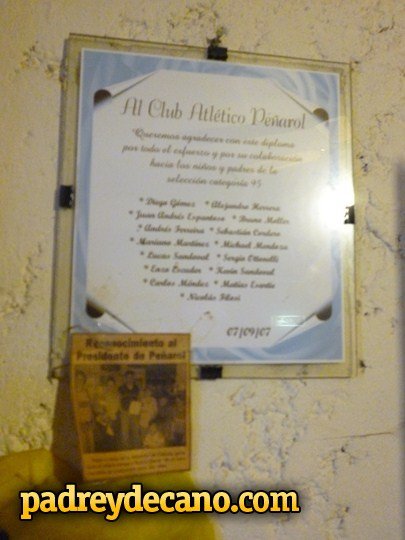 Al Club Atlético Peñarol
Queremos agradecer con este diploma
por todo el esfuerzo y por su colaboración
hacia los niños y padres de la
selección categoría 95
* Diego Gómez * Alejandro Herrera
* Juan Andrés Espantoso * Bruno Meller
* Andrés Ferreira * Sebastián Cordero
* Mariano Martínez * Michael Mendoza
* Lucas Sandoval * Sergio Ottonelli
* Enzo Escudero * Kevin Sandoval
* Carlos Méndez * Matías
* Nicolás
07/09/07
Reconocimiento al
Presidente de Peñarol
padreydecano.com